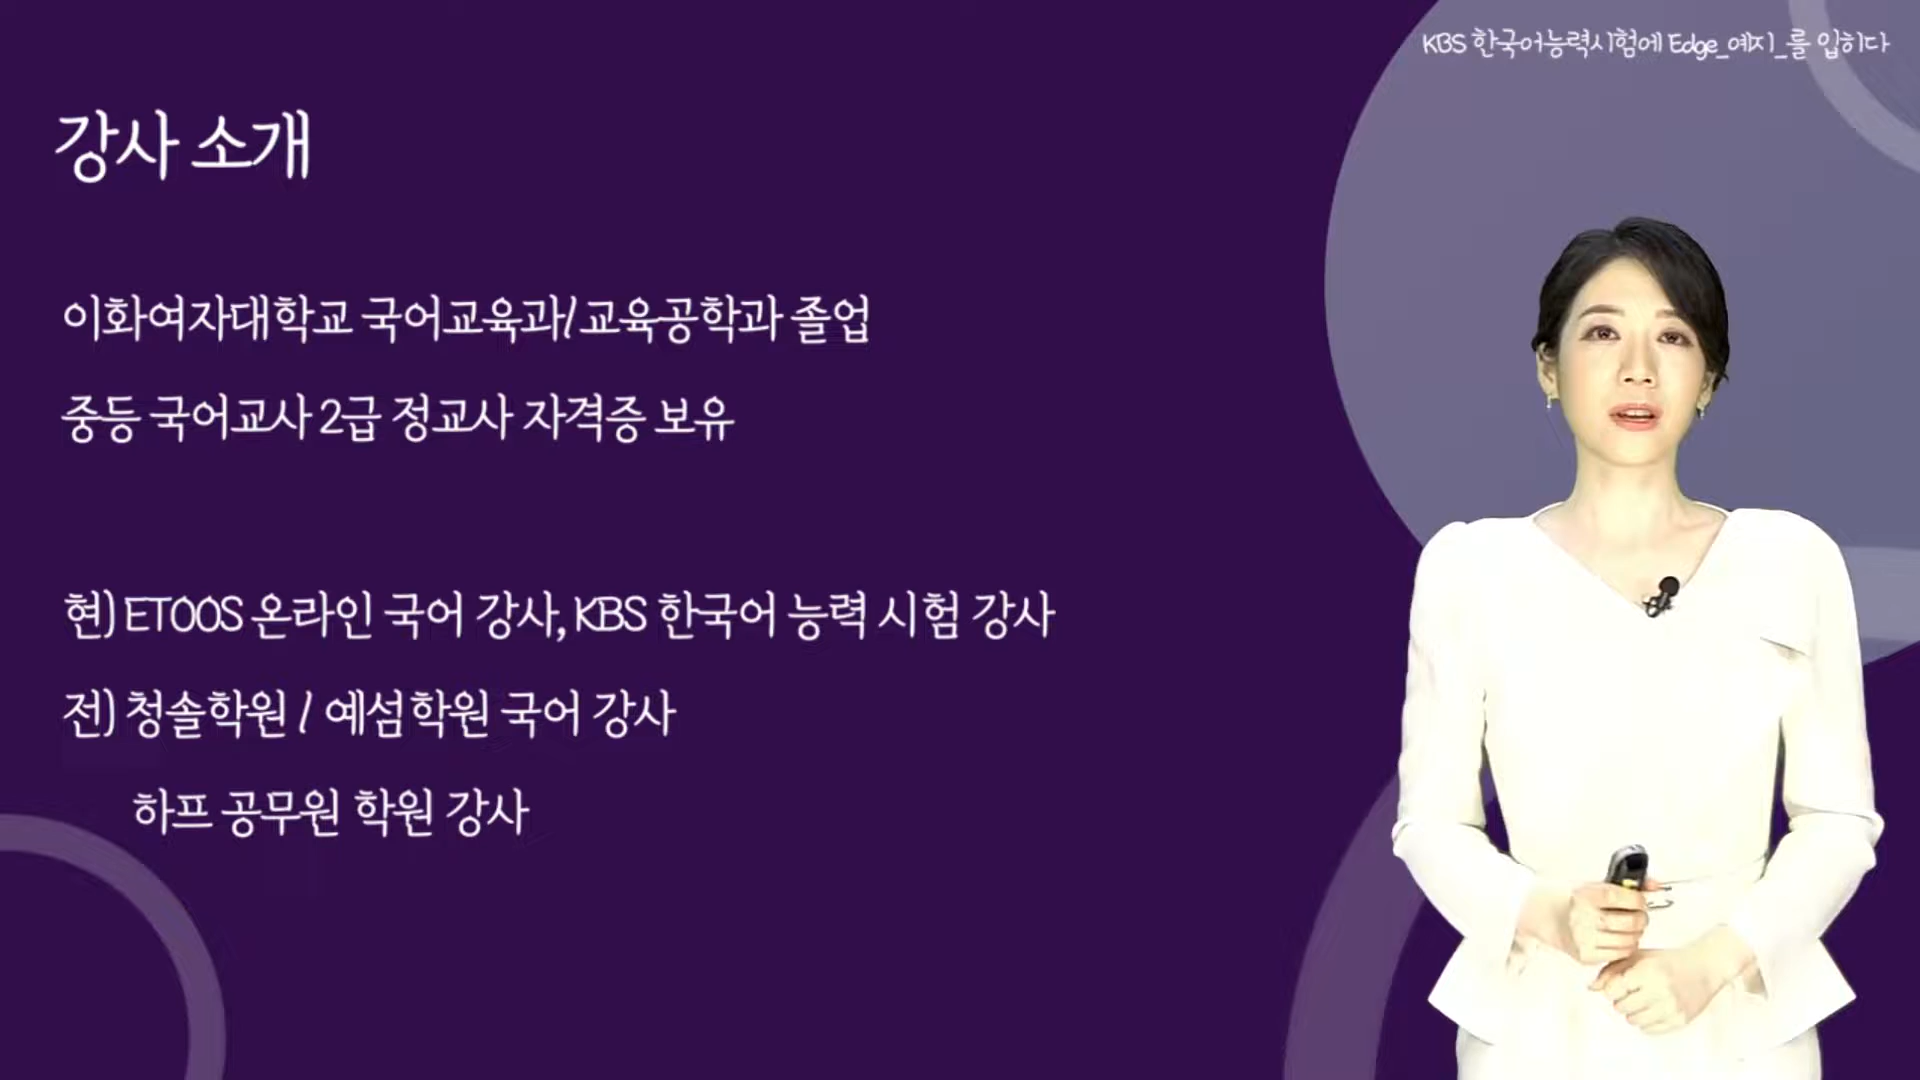 KBS 한국어능력시험에 Edge_예지_를 입히다
강사 소개
이화여자대학교 국어교육과/교육공학과 졸업
중등 국어교사 2급 정교사 자격증 보유
현) ETOOS 온라인 국어 강사, KBS 한국어 능력 시험 강사
전) 청솔학원 / 예섬학원 국어 강사
하프 공무원 학원 강사